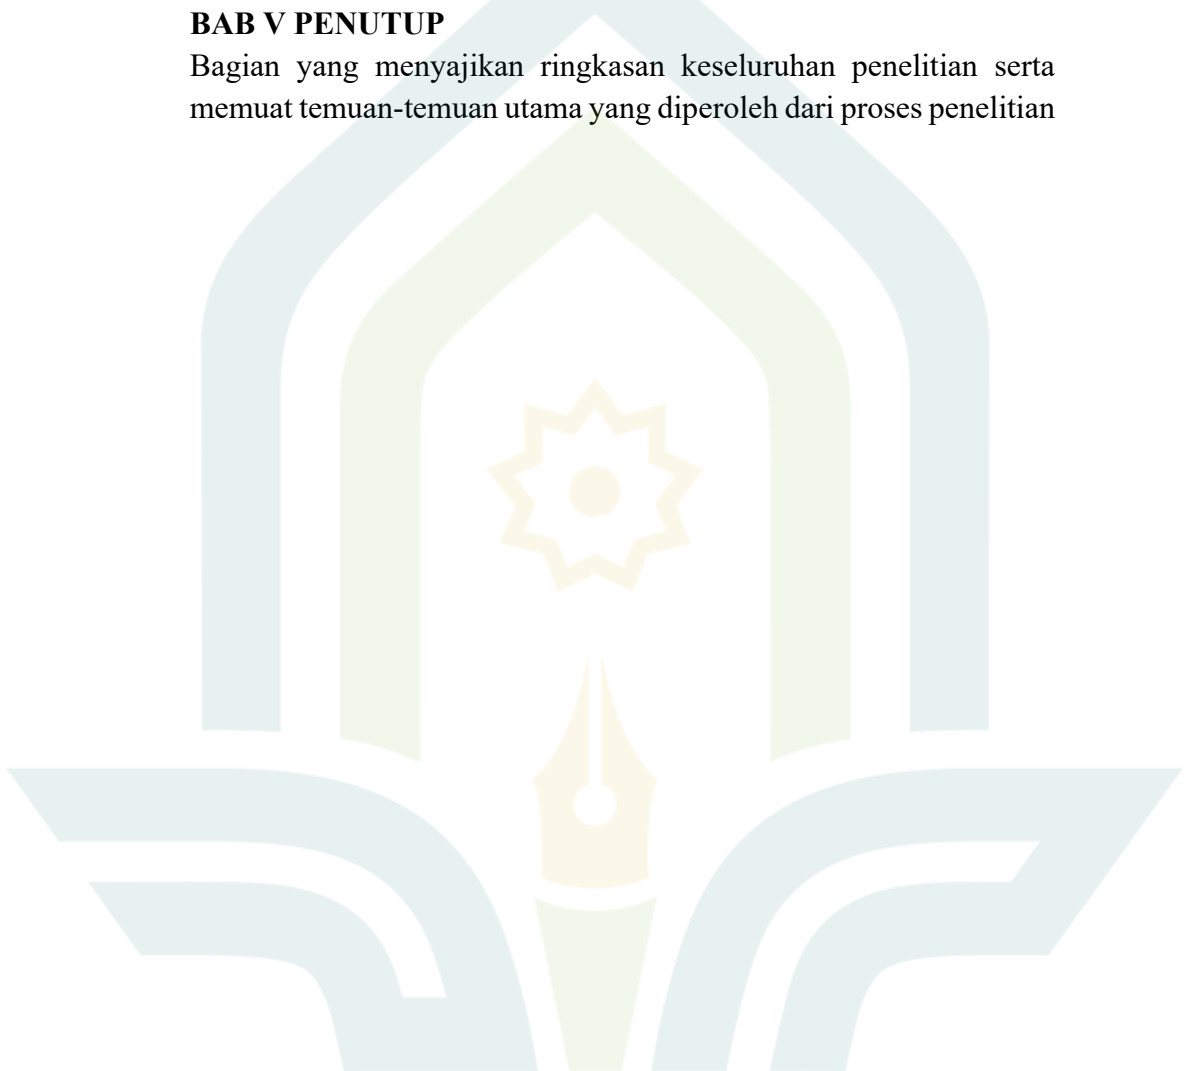 BAB V PENUTUP
Bagian yang menyajikan ringkasan keseluruhan penelitian serta
memuat temuan-temuan utama yang diperoleh dari proses penelitian